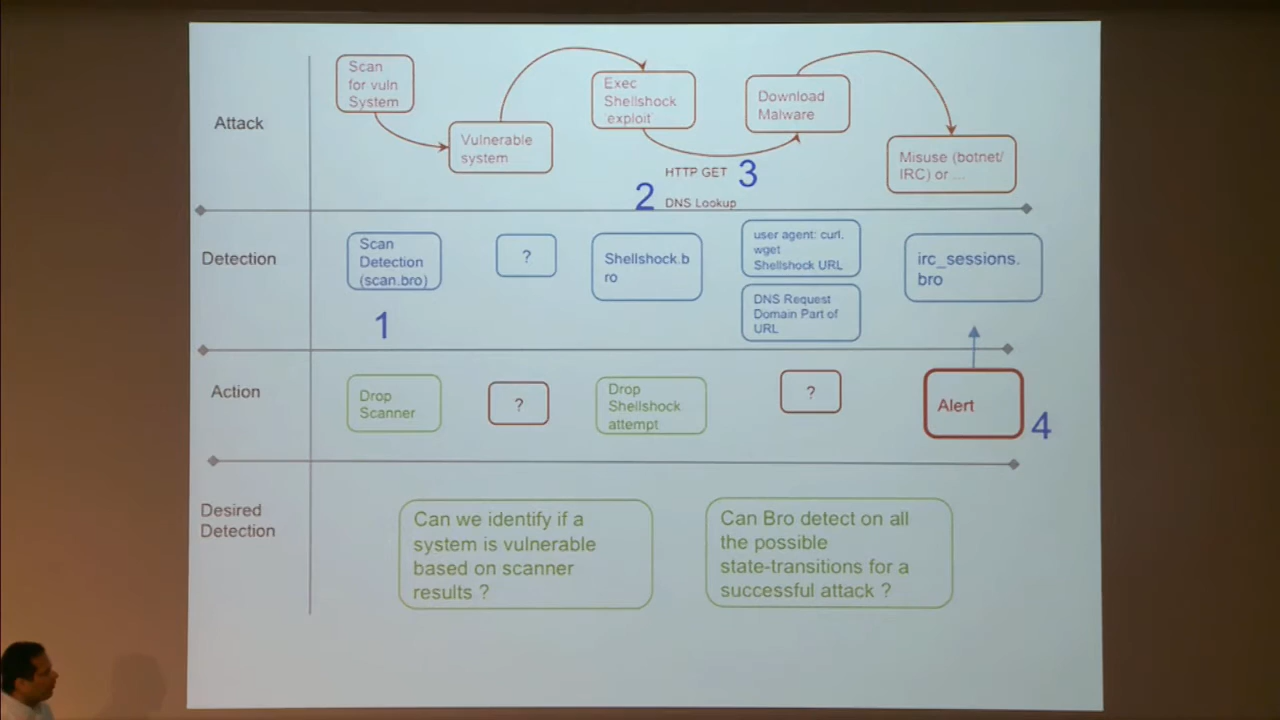 Attack
Scan
for vuln
System
Vulnerable
system
Exec
Shellshock
exploit
Download
Malware
Misuse (botnet/
IRC) or ...
HTTP GET
3
2
DNS Lookup
Detection
Scan
Detection
(scan.bro)
1
?
Shellshock.b
ro
user agent: curl.
wget
Shellshock URL
DNS Request
Domain Part of
URL
irc_sessions.
bro
Action
Drop
Scanner
?
Drop
Shellshock
attempt
?
Alert
4
Desired
Detection
Can we identify if a
system is vulnerable
based on scanner
results ?
Can Bro detect on all
the possible
state-transitions for a
successful attack ?